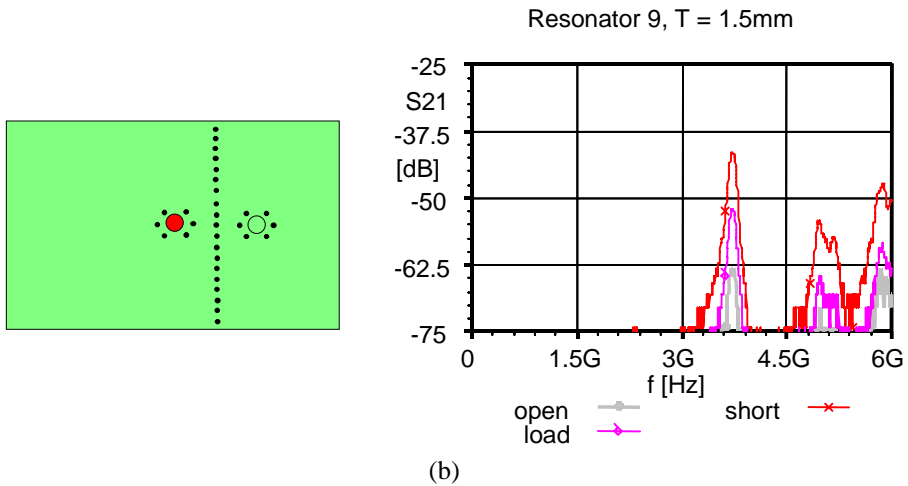 Resonator 9, T = 1.5mm
-25
S21
-37.5
[dB]
-50
-62.5
-75
0 1.5G 3G 4.5G 6G
f [Hz]
open short
load
(b)